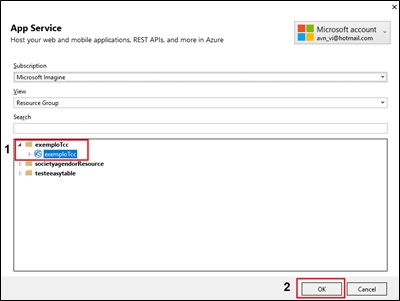 App Service
Host your web and mobile applications, REST APIs, and more in Azure
Microsoft account
avn_vi@hotmail.com
Subscription
Microsoft Imagine
View
Resource Group
Search
1
exemploTcc
exemploTcc
societyagendorResource
testeeasytable
2
OK
Cancel